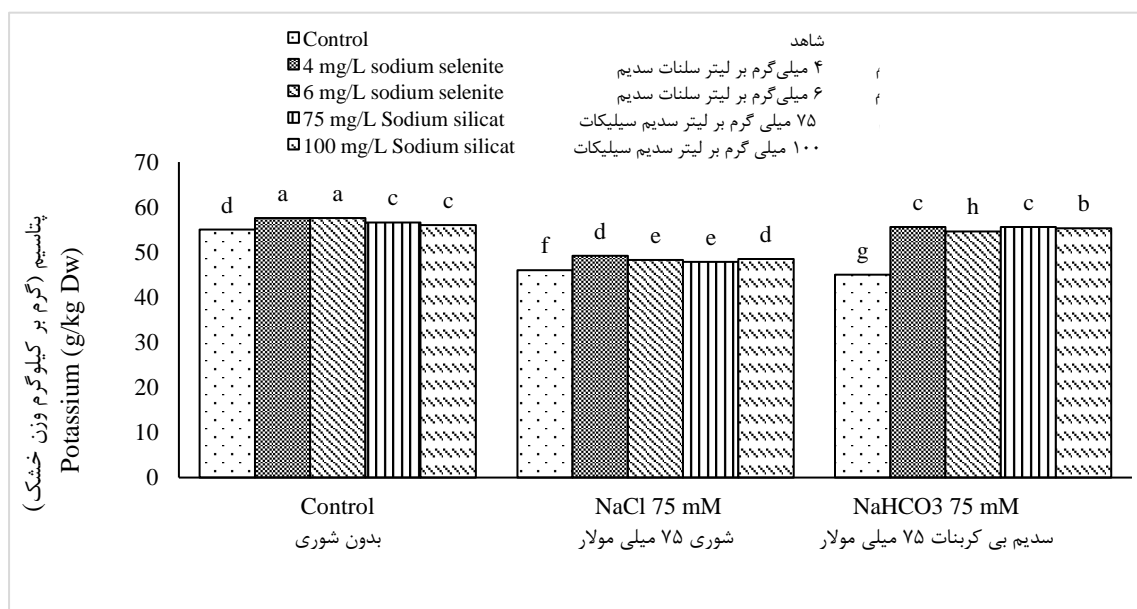 Control شاهد
4 mg/L sodium selenite ۴ میلی‌گرم بر لیتر سلنات سدیم
6 mg/L sodium selenite ۶ میلی‌گرم بر لیتر سلنات سدیم
75 mg/L Sodium silicat ۷۵ میلی گرم بر لیتر سدیم سیلیکات
100 mg/L Sodium silicat ۱۰۰ میلی گرم بر لیتر سدیم سیلیکات
پتاسیم (گرم بر کیلوگرم وزن خشک)
Potassium (g/kg Dw)
70
60
50
40
30
20
10
0
d a a c c
f d e e d
g c h c b
Control
بدون شوری
NaCl 75 mM
شوری ۷۵ میلی مولار
NaHCO3 75 mM
سدیم بی کربنات ۷۵ میلی مولار